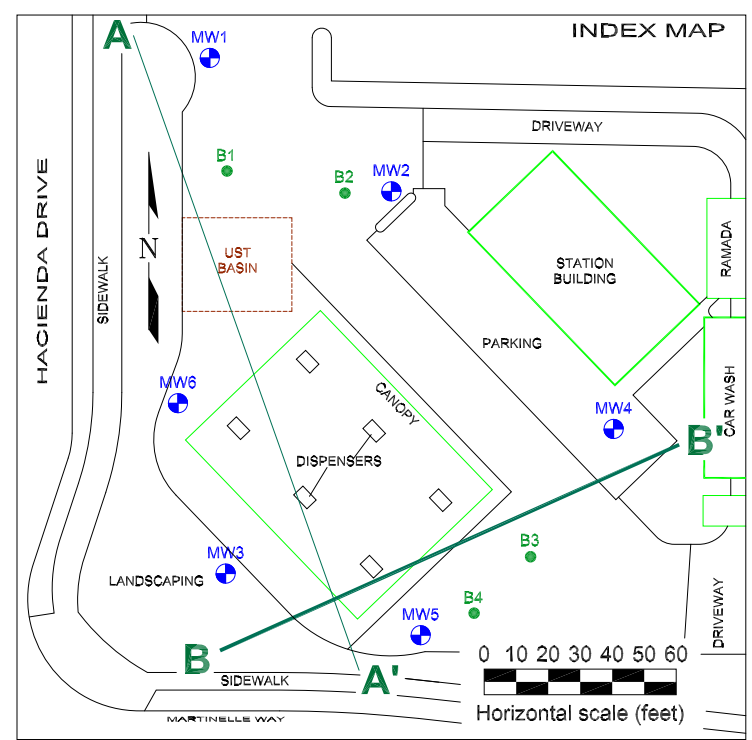 INDEX MAP
A
MW1
DRIVEWAY
B1
B2
MW2
HACIENDA DRIVE
SIDEWALK
N
UST
BASIN
STATION
BUILDING
RAMADA
PARKING
MW6
CANOPY
MW4
CAR WASH
B'
DISPENSERS
B3
MW3
LANDSCAPING
B4
MW5
DRIVEWAY
B
SIDEWALK
A'
0 10 20 30 40 50 60
Horizontal scale (feet)
MARTINELLE WAY